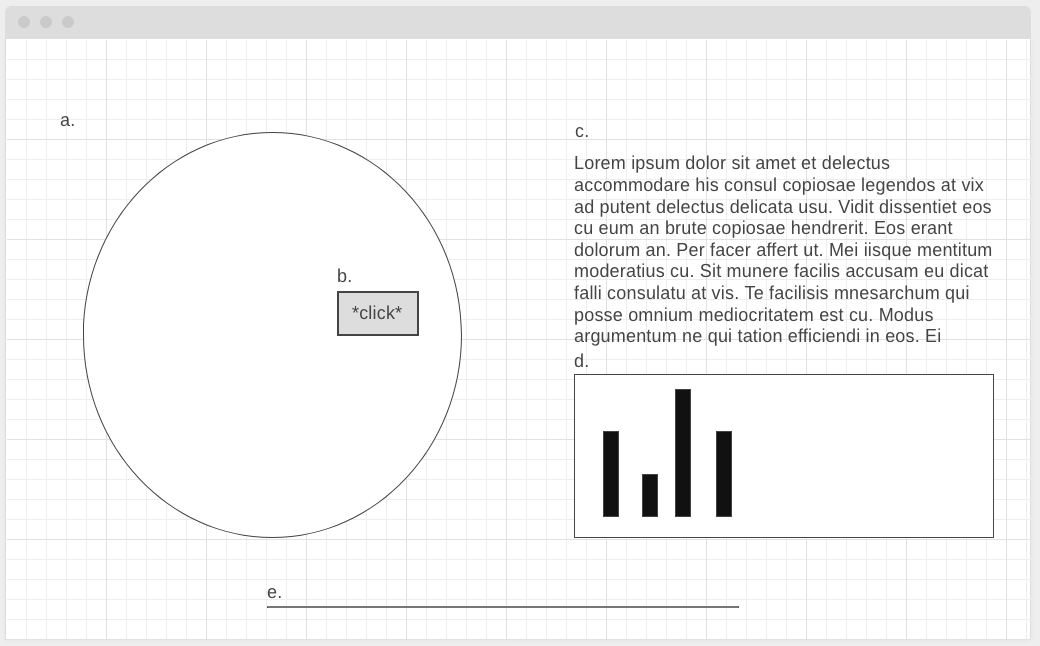 a.
b.
*click*
c.
Lorem ipsum dolor sit amet et delectus
accommodare his consul copiosae legendos at vix
ad putent delectus delicata usu. Vidit dissentiet eos
cu eum an brute copiosae hendrerit. Eos erant
dolorum an. Per facer affert ut. Mei iisque mentitum
moderatius cu. Sit munere facilis accusam eu dicat
falli consulatu at vis. Te facilisis mnesarchum qui
posse omnium mediocritatem est cu. Modus
argumentum ne qui tation efficiendi in eos. Ei
d.
e.